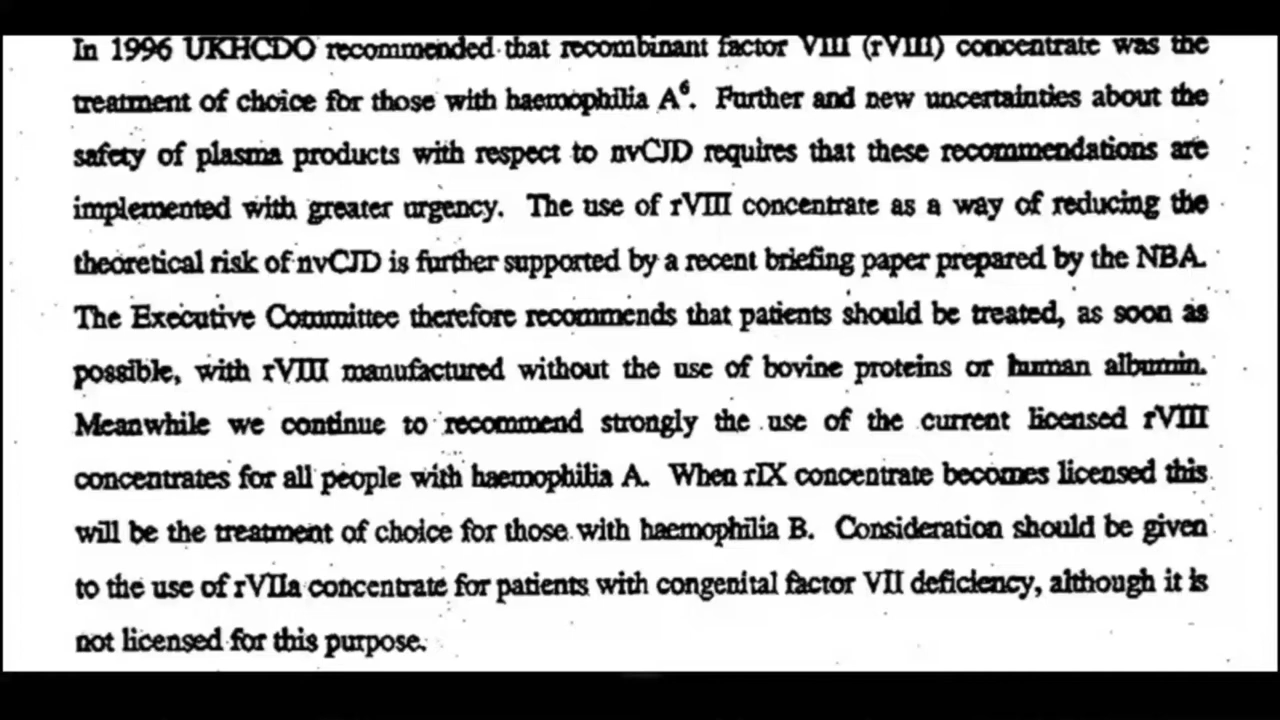 In 1996 UKHCDO recommended that recombinant factor VIII (rVIII) concentrate was the
treatment of choice for those with haemophilia A6. Further and new uncertainties about the
safety of plasma products with respect to nvCJD requires that these recommendations are
implemented with greater urgency. The use of rVIII concentrate as a way of reducing the
theoretical risk of nvCJD is further supported by a recent briefing paper prepared by the NBA.
The Executive Committee therefore recommends that patients should be treated, as soon as
possible, with rVIII manufactured without the use of bovine proteins or human albumin.
Meanwhile we continue to recommend strongly the use of the current licensed rVIII
concentrates for all people with haemophilia A. When rIX concentrate becomes licensed this
will be the treatment of choice for those with haemophilia B. Consideration should be given
to the use of rVIIa concentrate for patients with congenital factor VII deficiency, although it is
not licensed for this purpose.